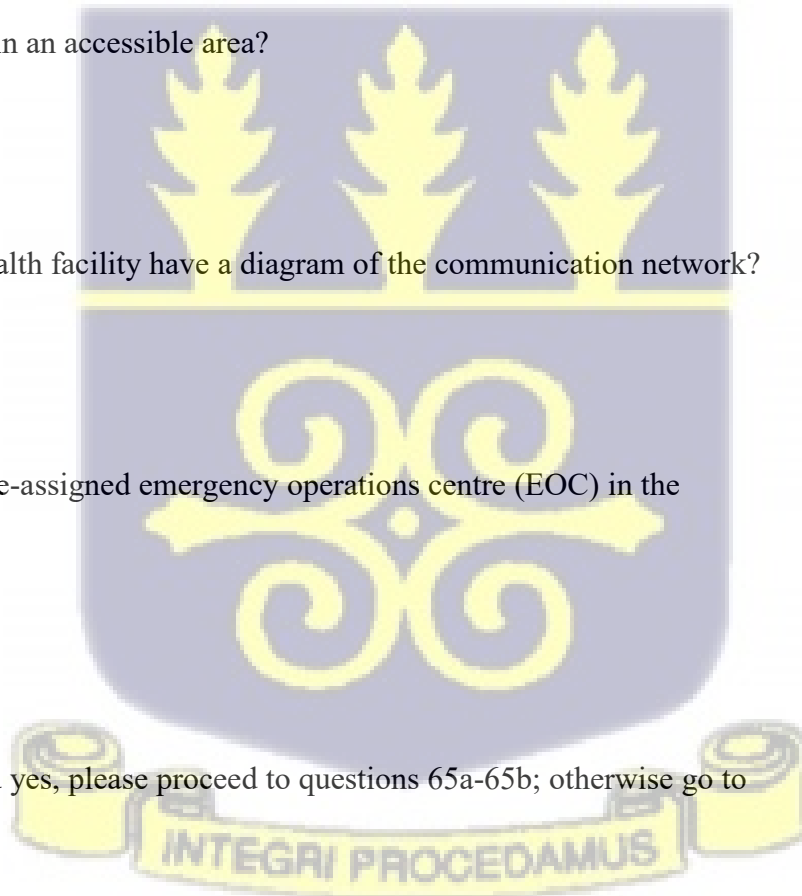 in an accessible area?
alth facility have a diagram of the communication network?
e-assigned emergency operations centre (EOC) in the
yes, please proceed to questions 65a-65b; otherwise go to
INTEGRI PROCEDAMUS